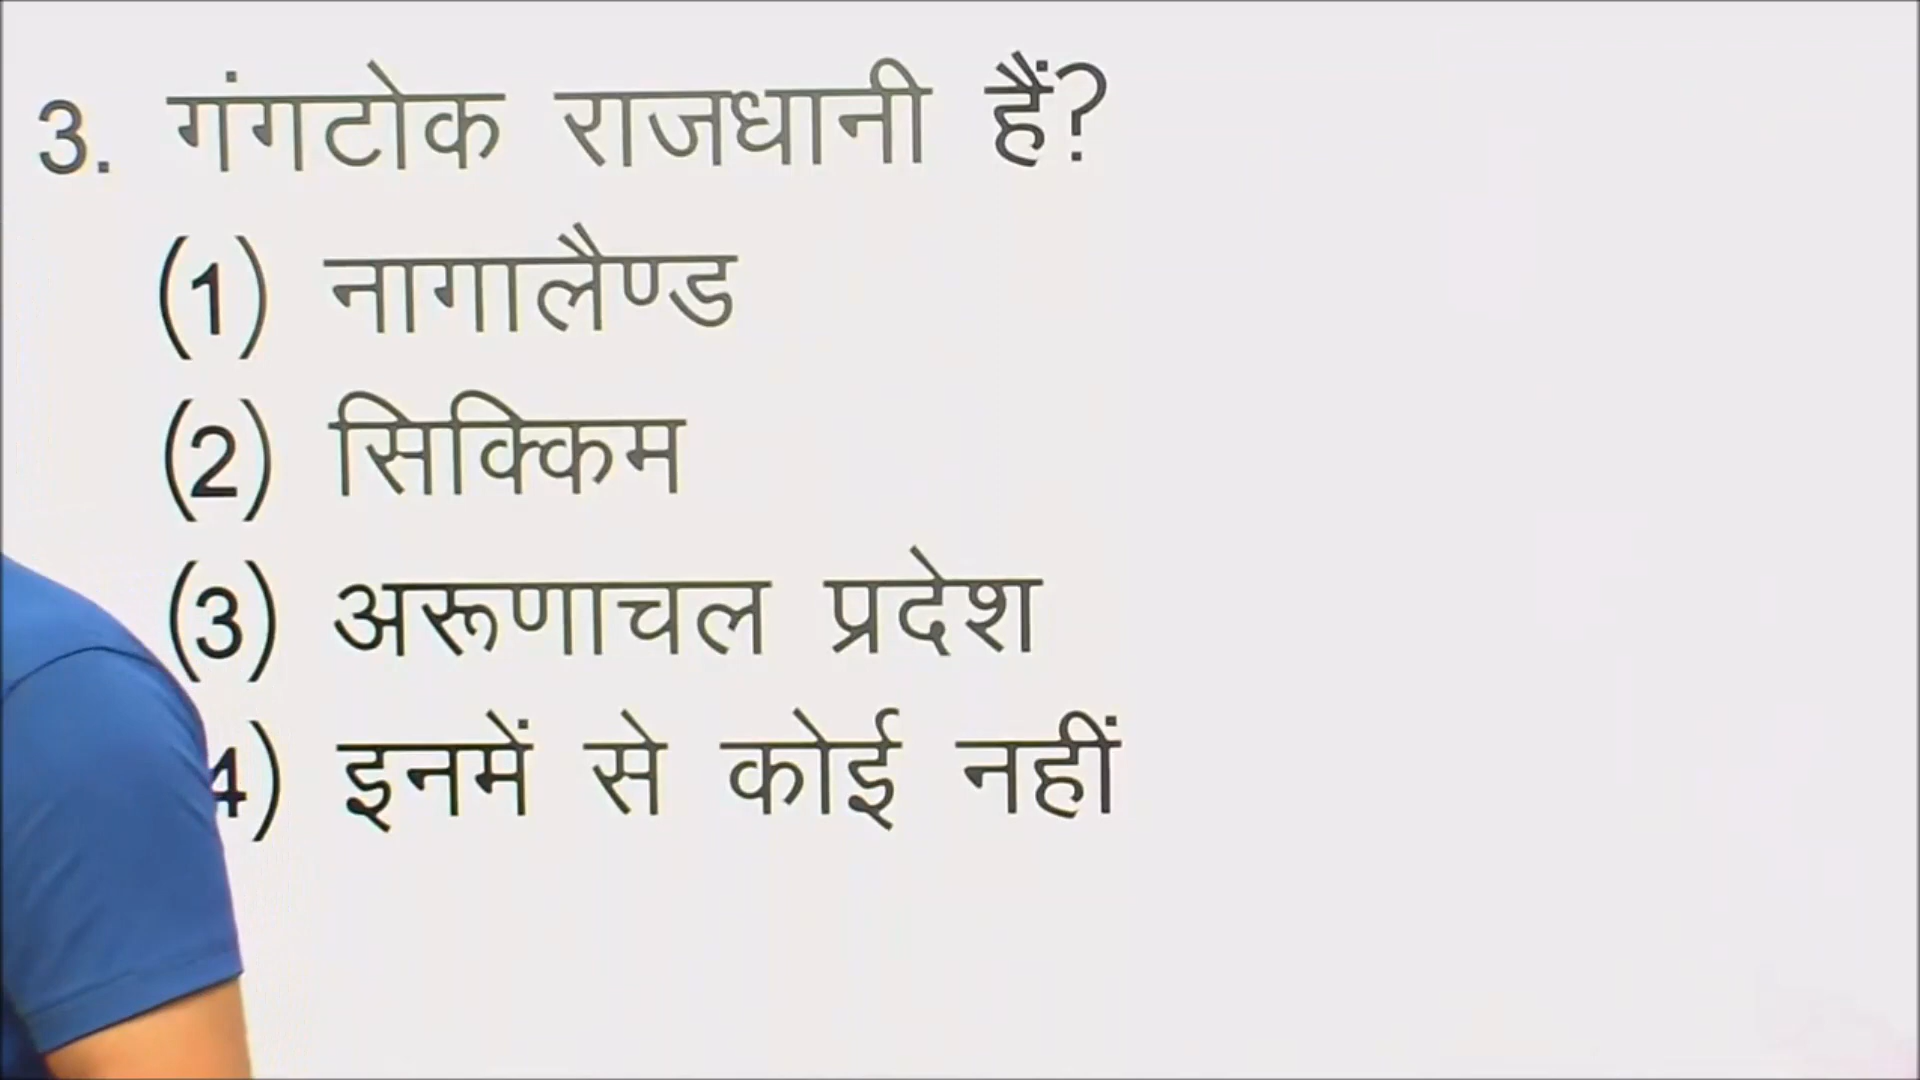 3. गंगटोक राजधानी हैं?
(1) नागालैण्ड
(2) सिक्किम
(3) अरूणाचल प्रदेश
4) इनमें से कोई नहीं